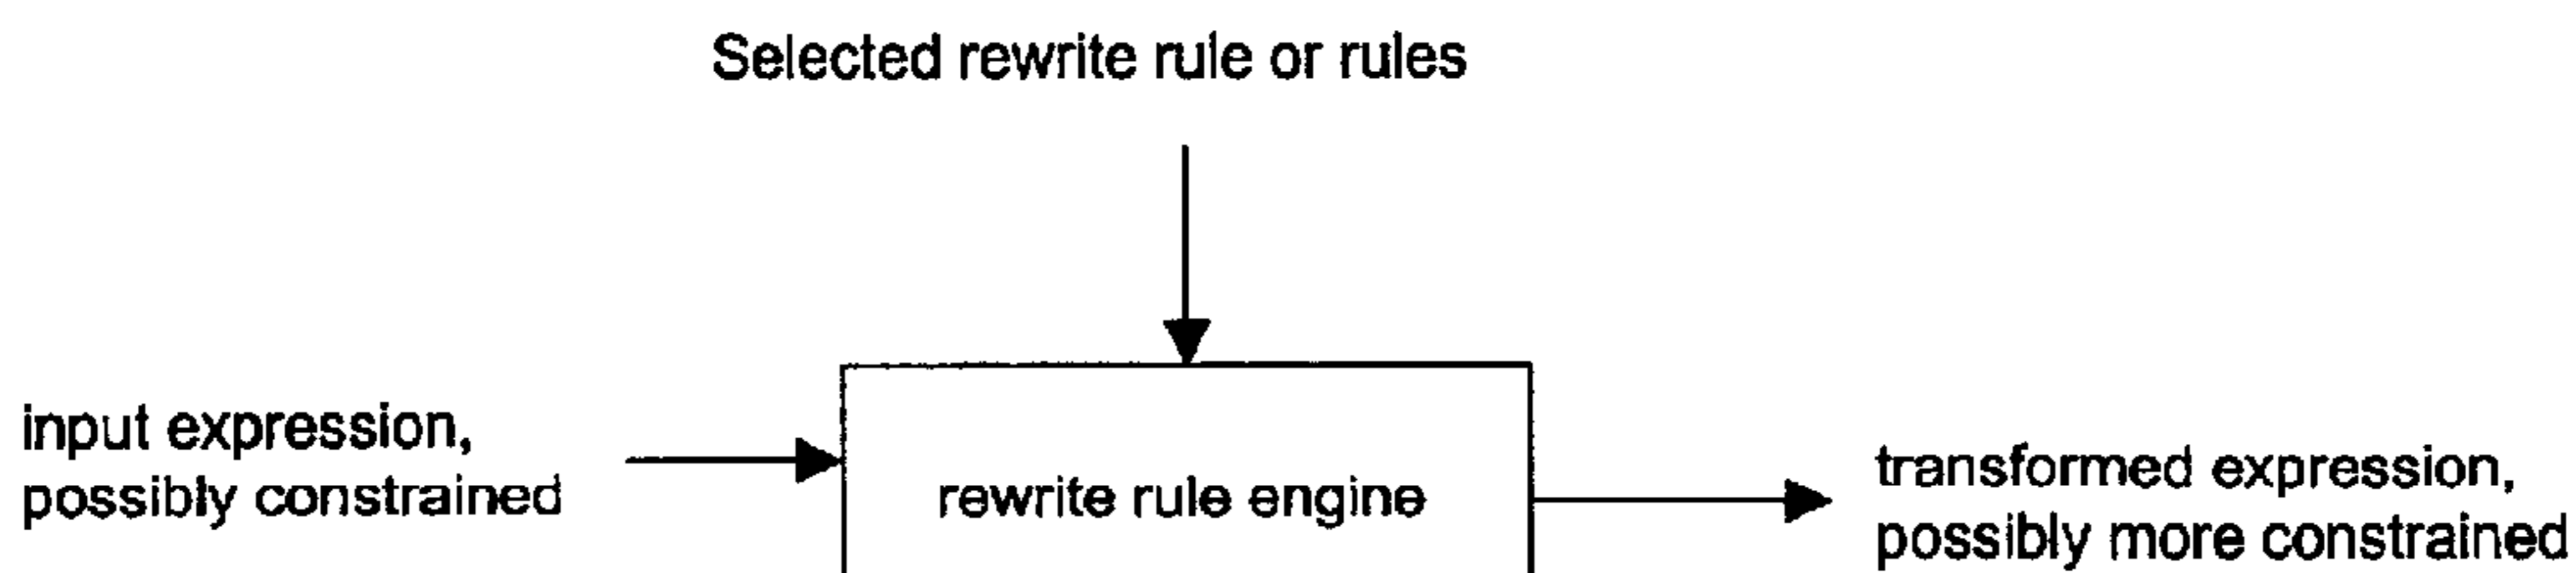 Selected rewrite rule or rules
input expression,
possibly constrained
rewrite rule engine
transformed expression,
possibly more constrained